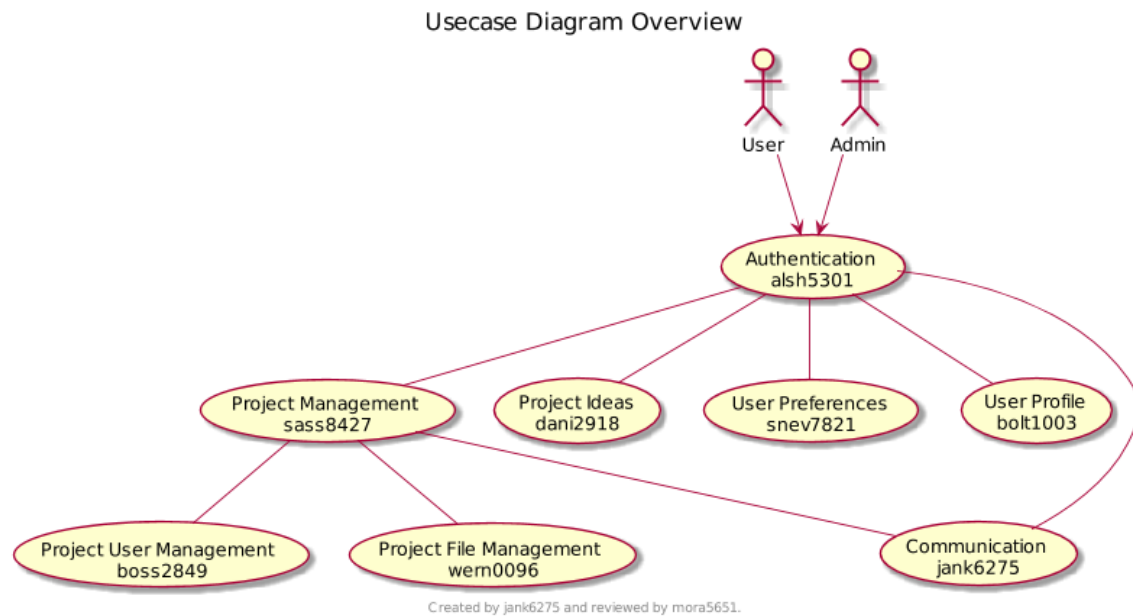 Usecase Diagram Overview
User
Admin
Authentication
alsh5301
Project Management
sass8427
Project Ideas
dani2918
User Preferences
snev7821
User Profile
bolt1003
Project User Management
boss2849
Project File Management
wern0096
Communication
jank6275
Created by jank6275 and reviewed by mora5651.